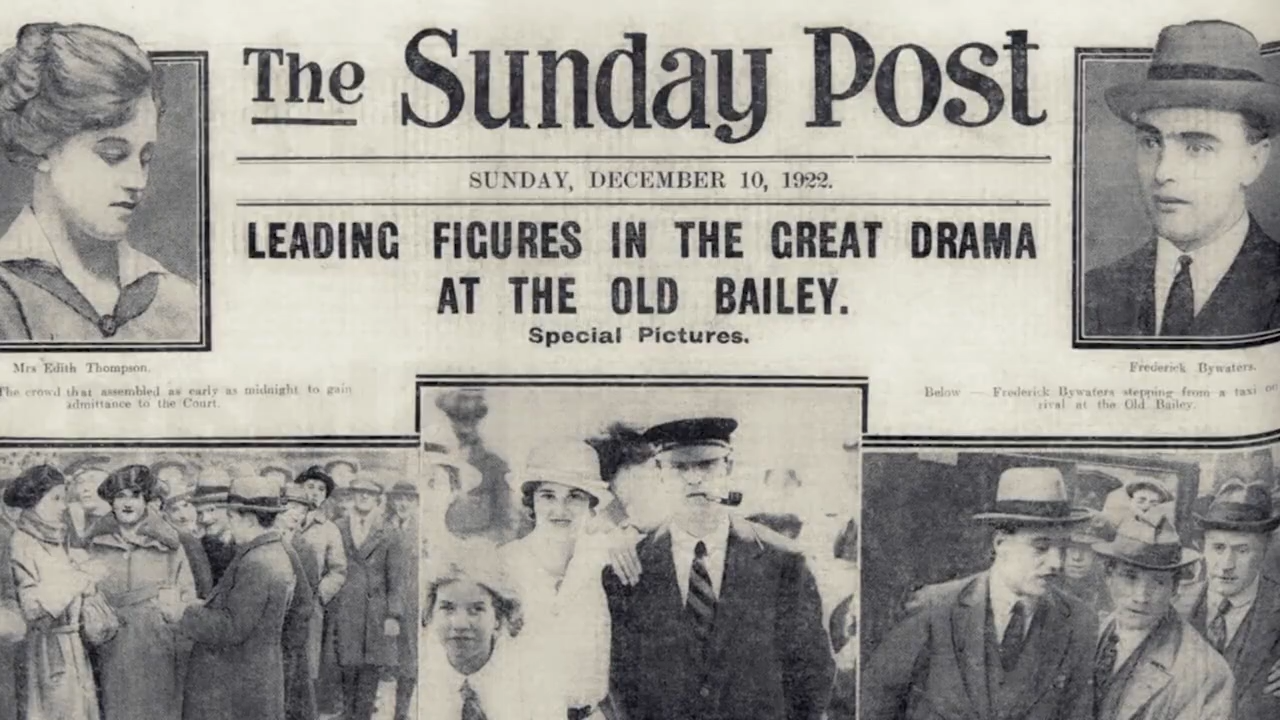 The Sunday Post
SUNDAY, DECEMBER 10, 1922.
LEADING FIGURES IN THE GREAT DRAMA
AT THE OLD BAILEY.
Special Pictures.
Mrs Edith Thompson.
The crowd that assembled as early as midnight to gain
admittance to the Court.
Frederick Bywaters.
Below — Frederick Bywaters stepping from a taxi on
rival at the Old Bailey.